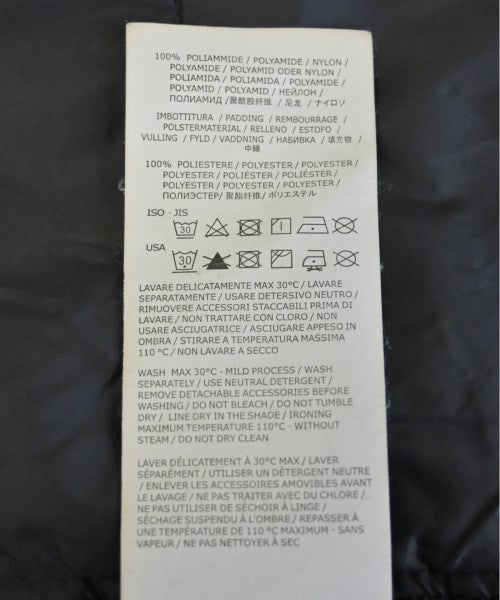 100% POLIAMMIDE / POLYAMIDE / NYLON /
POLYAMIDE / POLYAMID ODER NYLON /
POLIAMIDA / POLIAMIDA / POLYAMIDE /
POLYAMID / POLYAMID / НЕЙЛОН /
ПОЛИАМИД /聚酰胺纤维 / 尼龙 / ナイロン
IMBOTTITURA / PADDING / REMBOURRAGE /
POLSTERMATERIAL / RELLENO / ESTOFO /
VULLING / FYLD / VADDNING / НАБИВКА / 填充物 /
中綿
100% POLIESTERE / POLYESTER / POLYESTER /
POLYESTER / POLIÉSTER / POLIÉSTER /
POLYESTER / POLYESTER / POLYESTER /
ПОЛИЭСТЕР/ 聚酯纤维/ ポリエステル
ISO · JIS
30
USA
30
LAVARE DELICATAMENTE MAX 30°C / LAVARE
SEPARATAMENTE / USARE DETERSIVO NEUTRO /
RIMUOVERE ACCESSORI STACCABILI PRIMA DI
LAVARE / NON TRATTARE CON CLORO / NON
USARE ASCIUGATRICE / ASCIUGARE APPESO IN
OMBRA / STIRARE A TEMPERATURA MASSIMA
110 °C / NON LAVARE A SECCO
WASH MAX 30°C - MILD PROCESS / WASH
SEPARATELY / USE NEUTRAL DETERGENT /
REMOVE DETACHABLE ACCESSORIES BEFORE
WASHING / DO NOT BLEACH / DO NOT TUMBLE
DRY / LINE DRY IN THE SHADE / IRONING
MAXIMUM TEMPERATURE 110°C - WITHOUT
STEAM / DO NOT DRY CLEAN
LAVER DÉLICATEMENT À 30°C MAX / LAVER
SÉPARÉMENT / UTILISER UN DÉTERGENT NEUTRE
/ ENLEVER LES ACCESSOIRES AMOVIBLES AVANT
LE LAVAGE / NE PAS TRAITER AVEC DU CHLORE /
NE PAS UTILISER DE SÉCHOIR À LINGE /
SÉCHAGE SUSPENDU À L'OMBRE / REPASSER À
UNE TEMPÉRATURE DE 110 °C MAXIMUM - SANS
VAPEUR / NE PAS NETTOYER À SEC